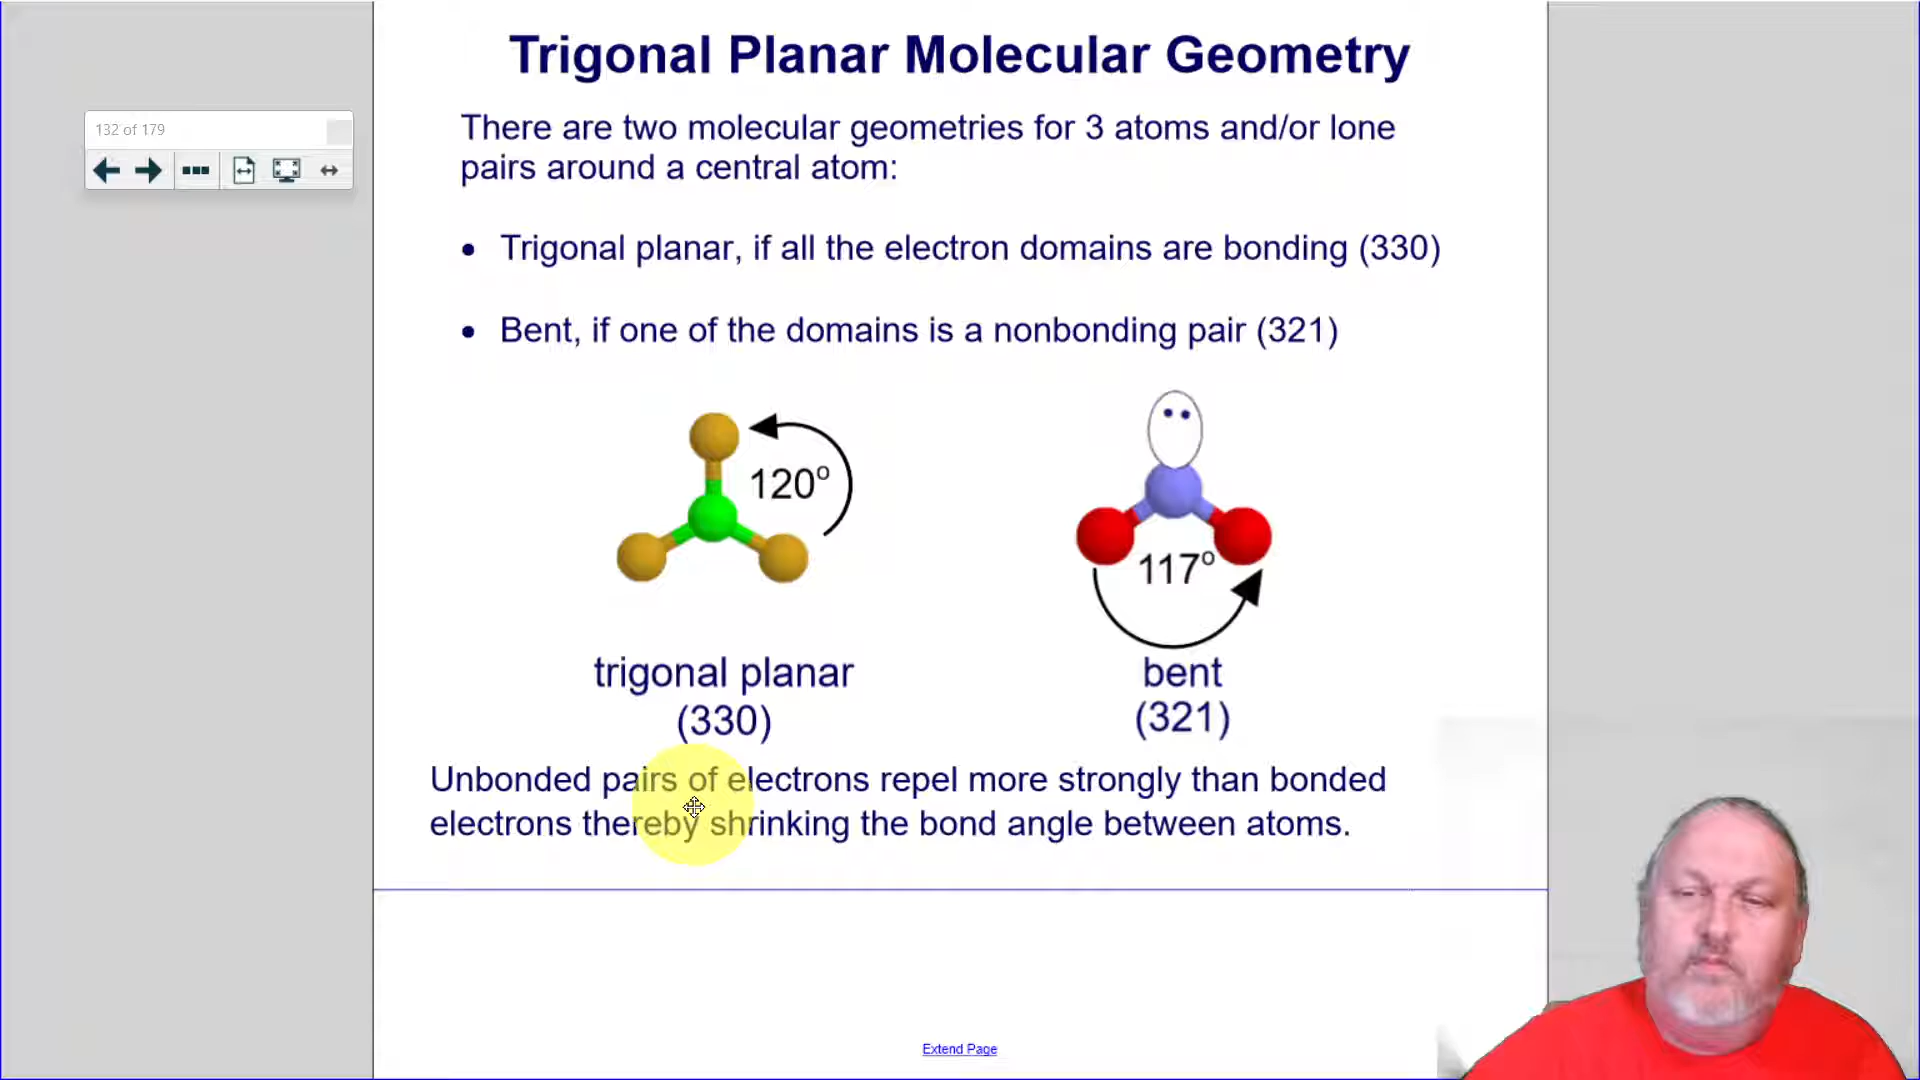 Trigonal Planar Molecular Geometry
132 of 179
There are two molecular geometries for 3 atoms and/or lone
pairs around a central atom:
• Trigonal planar, if all the electron domains are bonding (330)
• Bent, if one of the domains is a nonbonding pair (321)
120º
117º
trigonal planar
(330)
bent
(321)
Unbonded pairs of electrons repel more strongly than bonded
electrons thereby shrinking the bond angle between atoms.
Extend Page